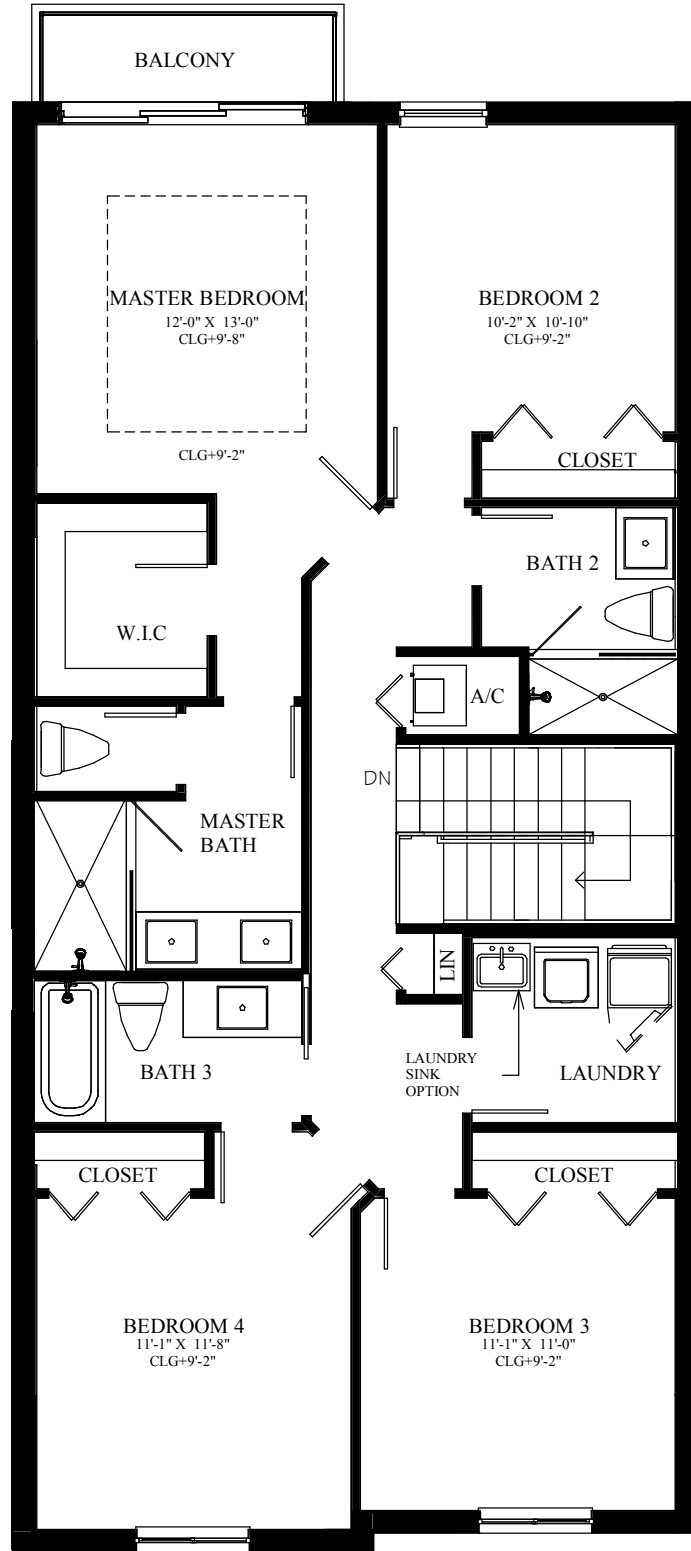 BALCONY
MASTER BEDROOM
12'-0" X 13'-0"
CLG+9'-8"
CLG+9'-2"
BEDROOM 2
10'-2" X 10'-10"
CLG+9'-2"
CLOSET
BATH 2
W.I.C
A/C
DN
MASTER
BATH
LIN
BATH 3
LAUNDRY
SINK
OPTION
LAUNDRY
CLOSET
CLOSET
BEDROOM 4
11'-1" X 11'-8"
CLG+9'-2"
BEDROOM 3
11'-1" X 11'-0"
CLG+9'-2"